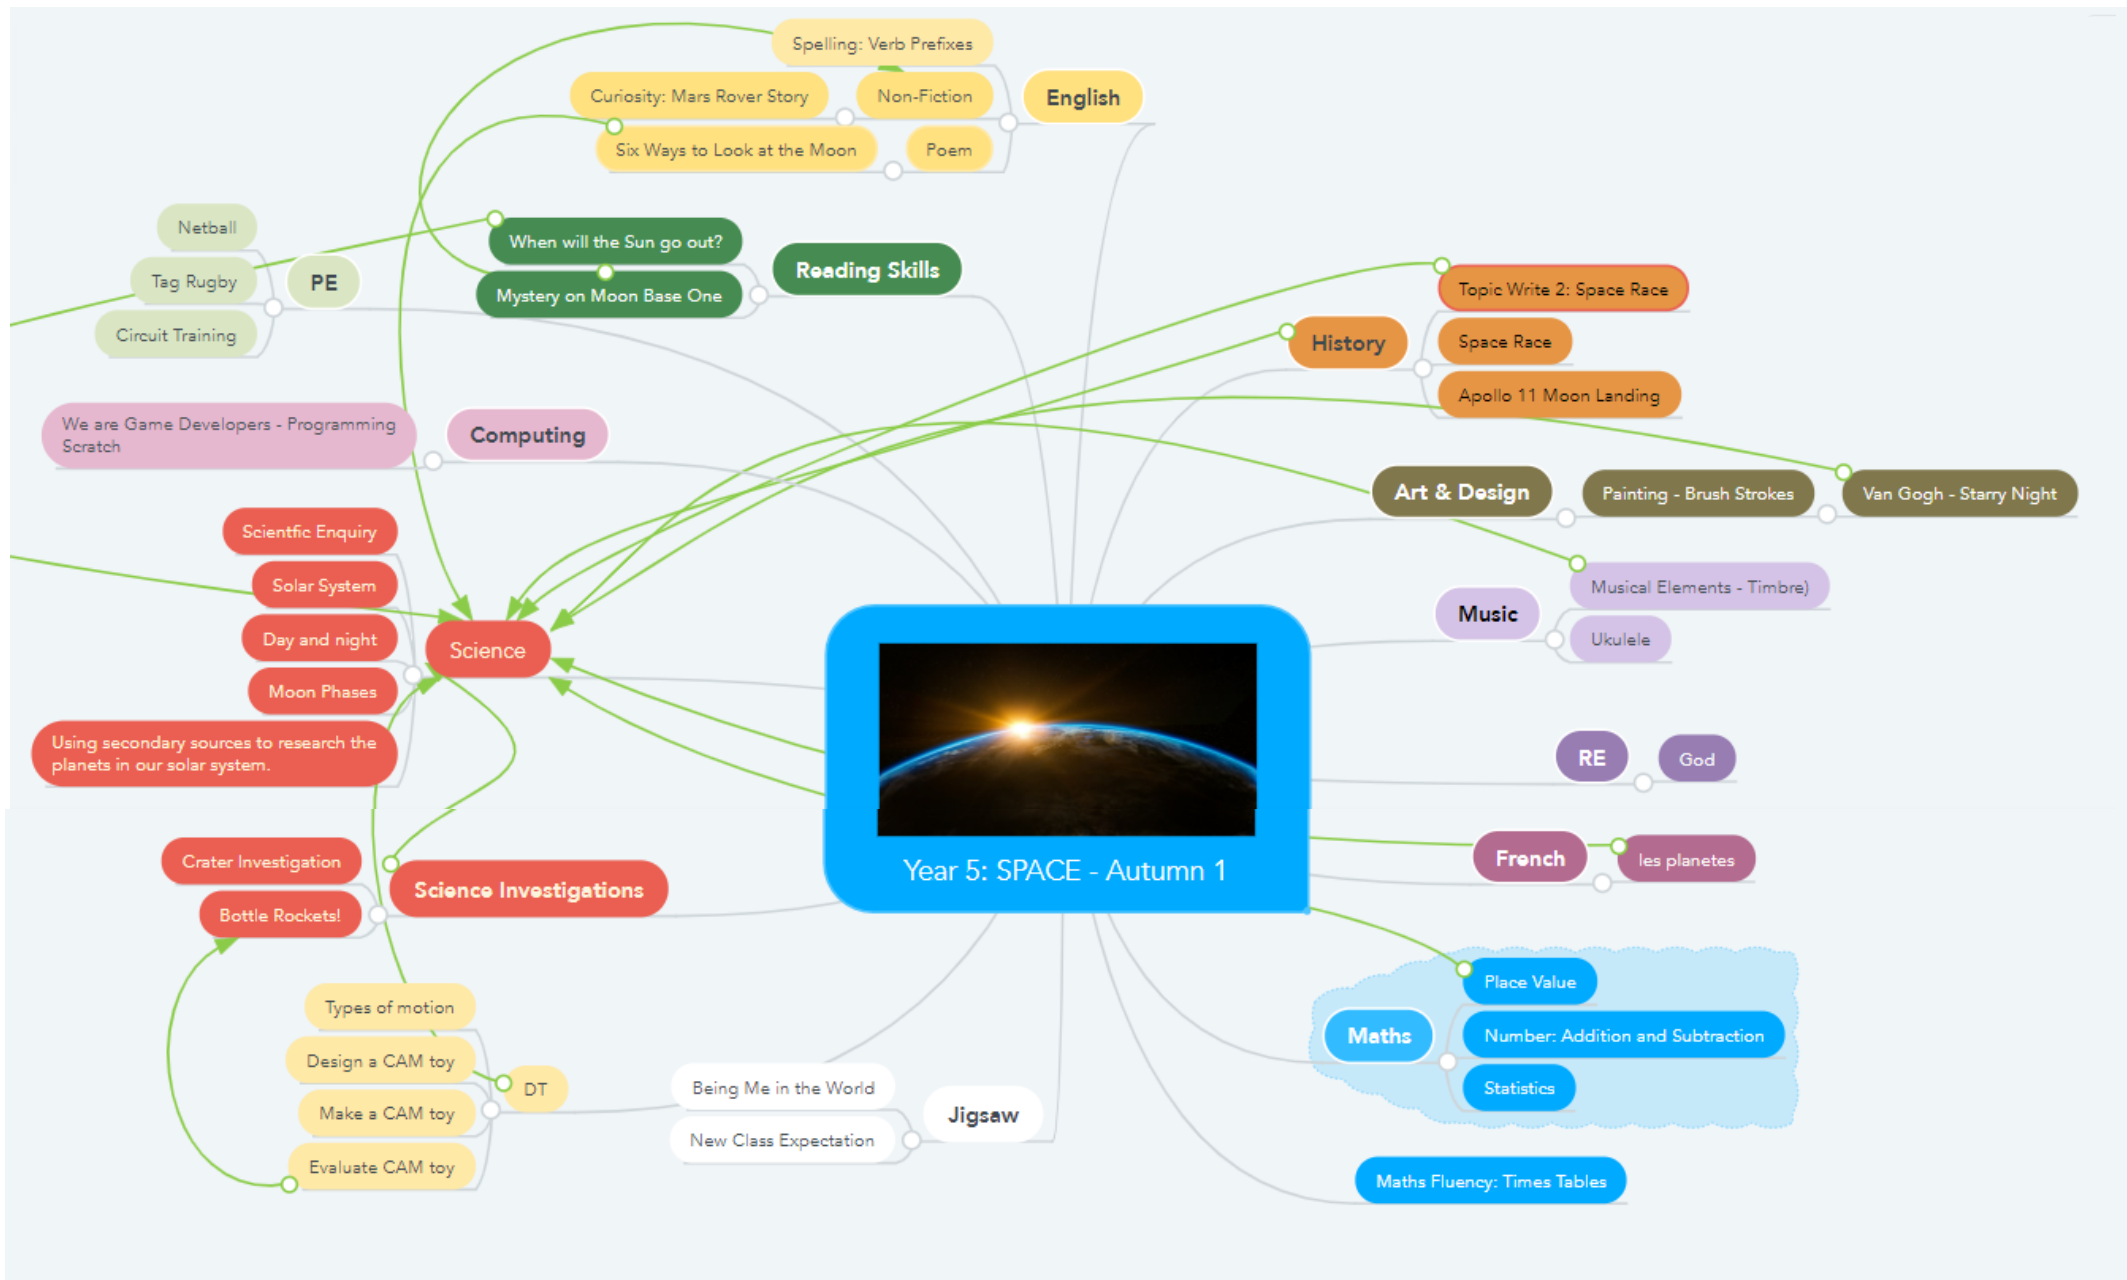 Spelling: Verb Prefixes
Curiosity: Mars Rover Story
Non-Fiction
English
Six Ways to Look at the Moon
Poem
Netball
Tag Rugby
PE
Circuit Training
When will the Sun go out?
Reading Skills
Mystery on Moon Base One
Topic Write 2: Space Race
History
Space Race
Apollo 11 Moon Landing
We are Game Developers - Programming
Scratch
Computing
Art & Design
Painting - Brush Strokes
Van Gogh - Starry Night
Scientfic Enquiry
Solar System
Day and night
Science
Moon Phases
Using secondary sources to research the
planets in our solar system.
Musical Elements - Timbre)
Music
Ukulele
RE
God
Crater Investigation
Science Investigations
Bottle Rockets!
Year 5: SPACE - Autumn 1
French
les planetes
Types of motion
Design a CAM toy
DT
Make a CAM toy
Evaluate CAM toy
Being Me in the World
Jigsaw
New Class Expectation
Place Value
Maths
Number: Addition and Subtraction
Statistics
Maths Fluency: Times Tables